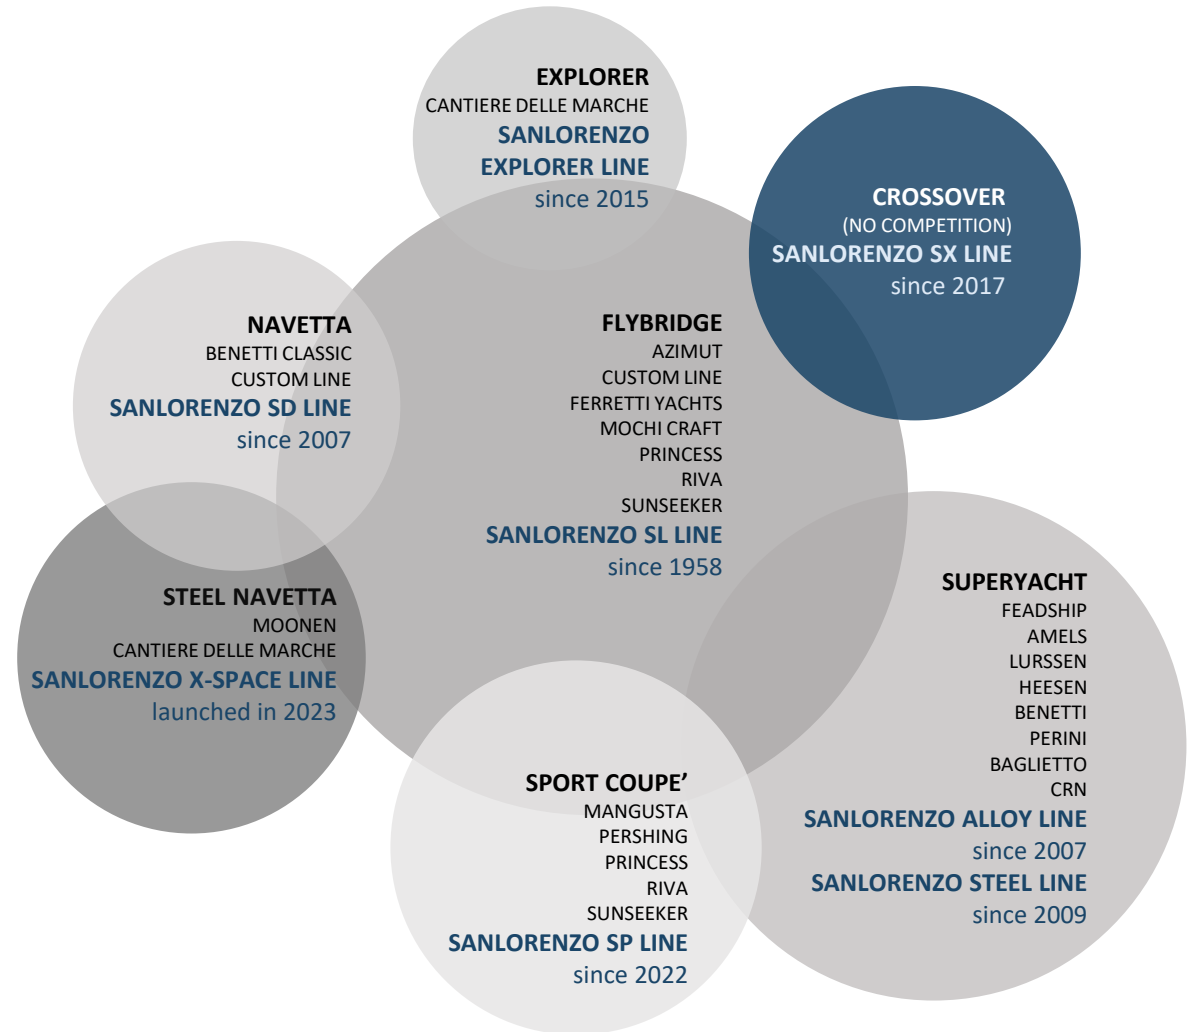 EXPLORER
CANTIERE DELLE MARCHE
SANLORENZO
EXPLORER LINE
since 2015
CROSSOVER
(NO COMPETITION)
SANLORENZO SX LINE
since 2017
NAVETTA
BENETTI CLASSIC
CUSTOM LINE
SANLORENZO SD LINE
since 2007
FLYBRIDGE
AZIMUT
CUSTOM LINE
FERRETTI YACHTS
MOCHI CRAFT
PRINCESS
RIVA
SUNSEEKER
SANLORENZO SL LINE
since 1958
STEEL NAVETTA
MOONEN
CANTIERE DELLE MARCHE
SANLORENZO X-SPACE LINE
launched in 2023
SUPERYACHT
FEADSHIP
AMELS
LURSSEN
HEESEN
BENETTI
PERINI
BAGLIETTO
CRN
SANLORENZO ALLOY LINE
since 2007
SANLORENZO STEEL LINE
since 2009
SPORT COUPE’
MANGUSTA
PERSHING
PRINCESS
RIVA
SUNSEEKER
SANLORENZO SP LINE
since 2022